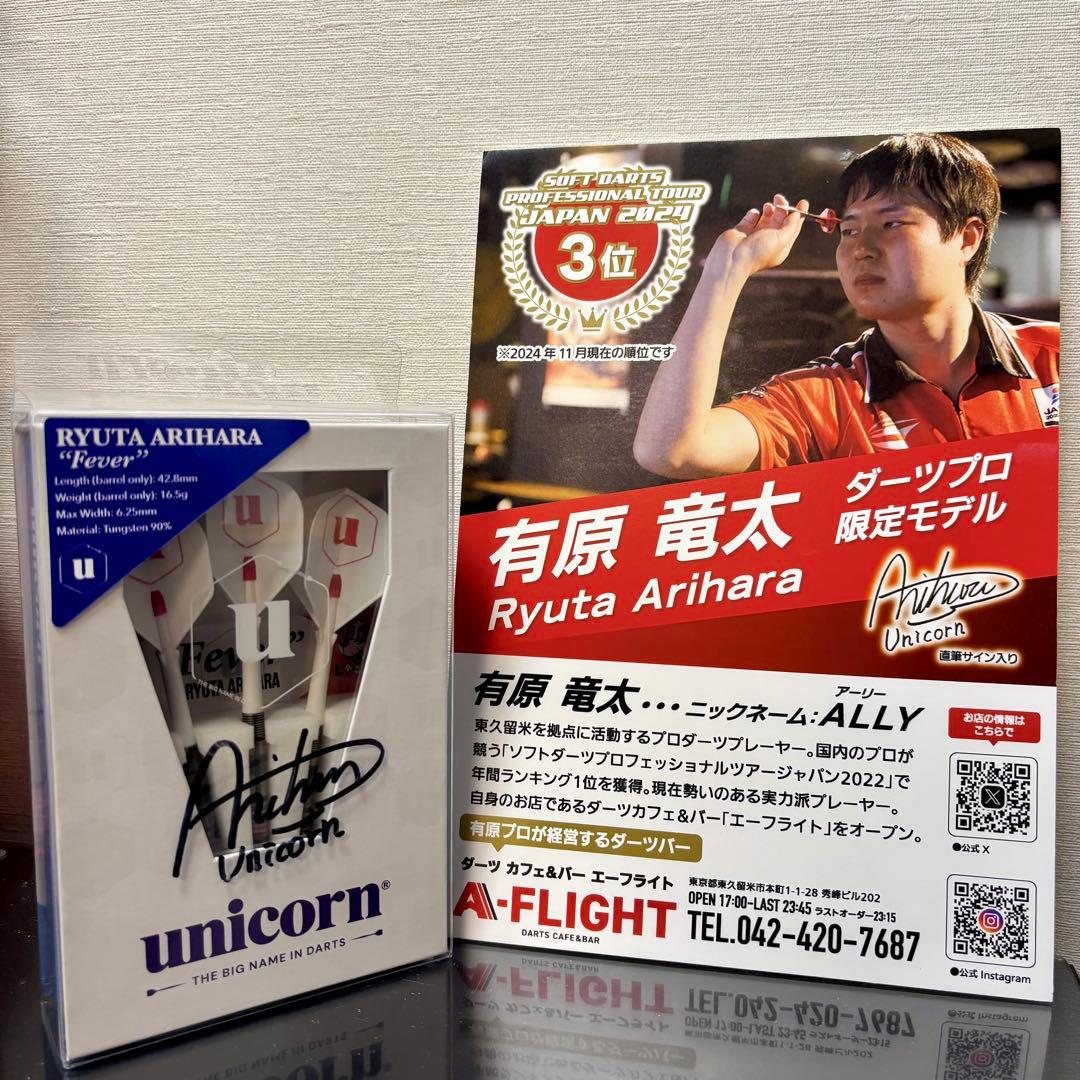 RYUTA ARIHARA
“Fever”
Length (barrel only): 42.8mm
Weight (barrel only): 16.5g
Max Width: 6.25mm
Material: Tungsten 90%
u
u
u
u
Fever”
RYUTA ARIHARA
Arihara
Unicorn
unicorn®
THE BIG NAME IN DARTS
SOFT DARTS
PROFESSIONAL TOUR
JAPAN 2024
3位
※2024年11月現在の順位です
有原 竜太
Ryuta Arihara
ダーツプロ
限定モデル
Arihara
Unicorn
直筆サイン入り
有原 竜太…ニックネーム:ALLY
アーリー
東久留米を拠点に活動するプロダーツプレーヤー。国内のプロが
競う「ソフトダーツプロフェッショナルツアージャパン2022」で
年間ランキング1位を獲得。現在勢いのある実力派プレーヤー。
自身のお店であるダーツカフェ&バー「エーフライト」をオープン。
お店の情報は
こちらで
●公式 X
●公式 Instagram
有原プロが経営するダーツバー
ダーツ カフェ&バー エーフライト
A-FLIGHT
DARTS CAFE&BAR
東京都東久留米市本町1-1-28 秀峰ビル202
OPEN 17:00-LAST 23:45 ラストオーダー23:15
TEL.042-420-7687